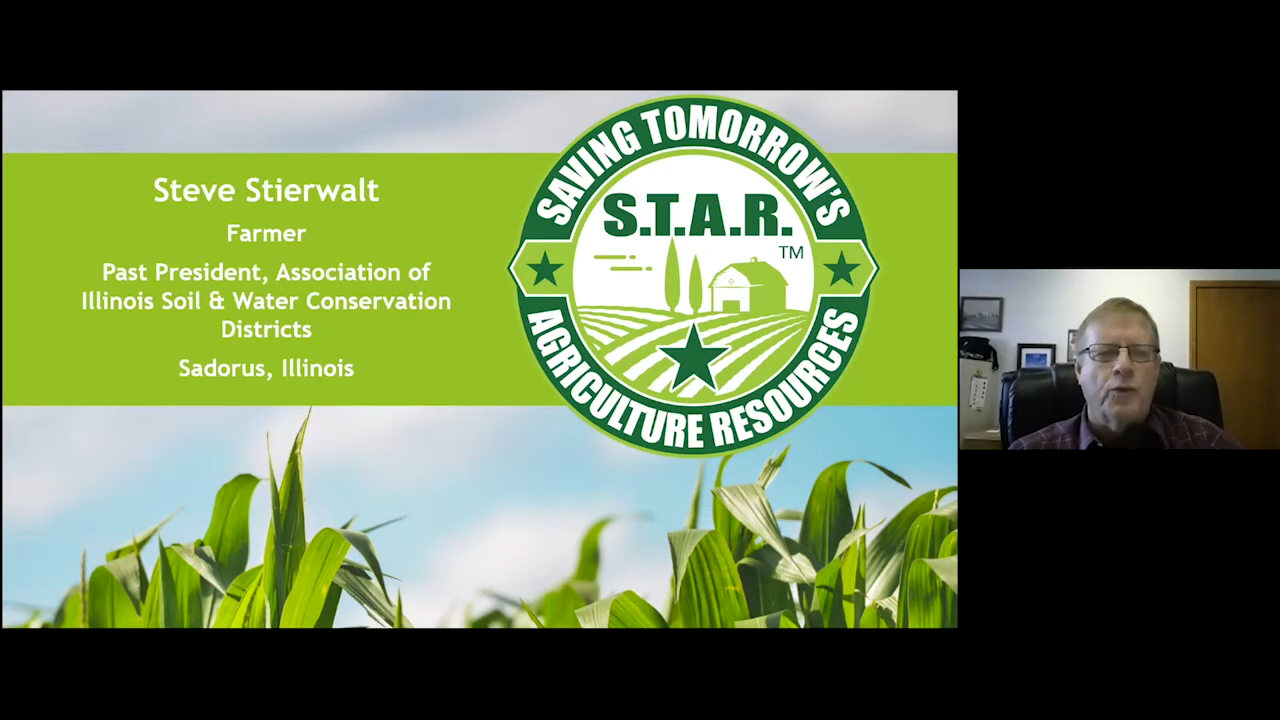 Steve Stierwalt
Farmer
Past President, Association of
Illinois Soil & Water Conservation
Districts
Sadorus, Illinois
SAVING TOMORROW'S
S.T.A.R.
TM
AGRICULTURE RESOURCES